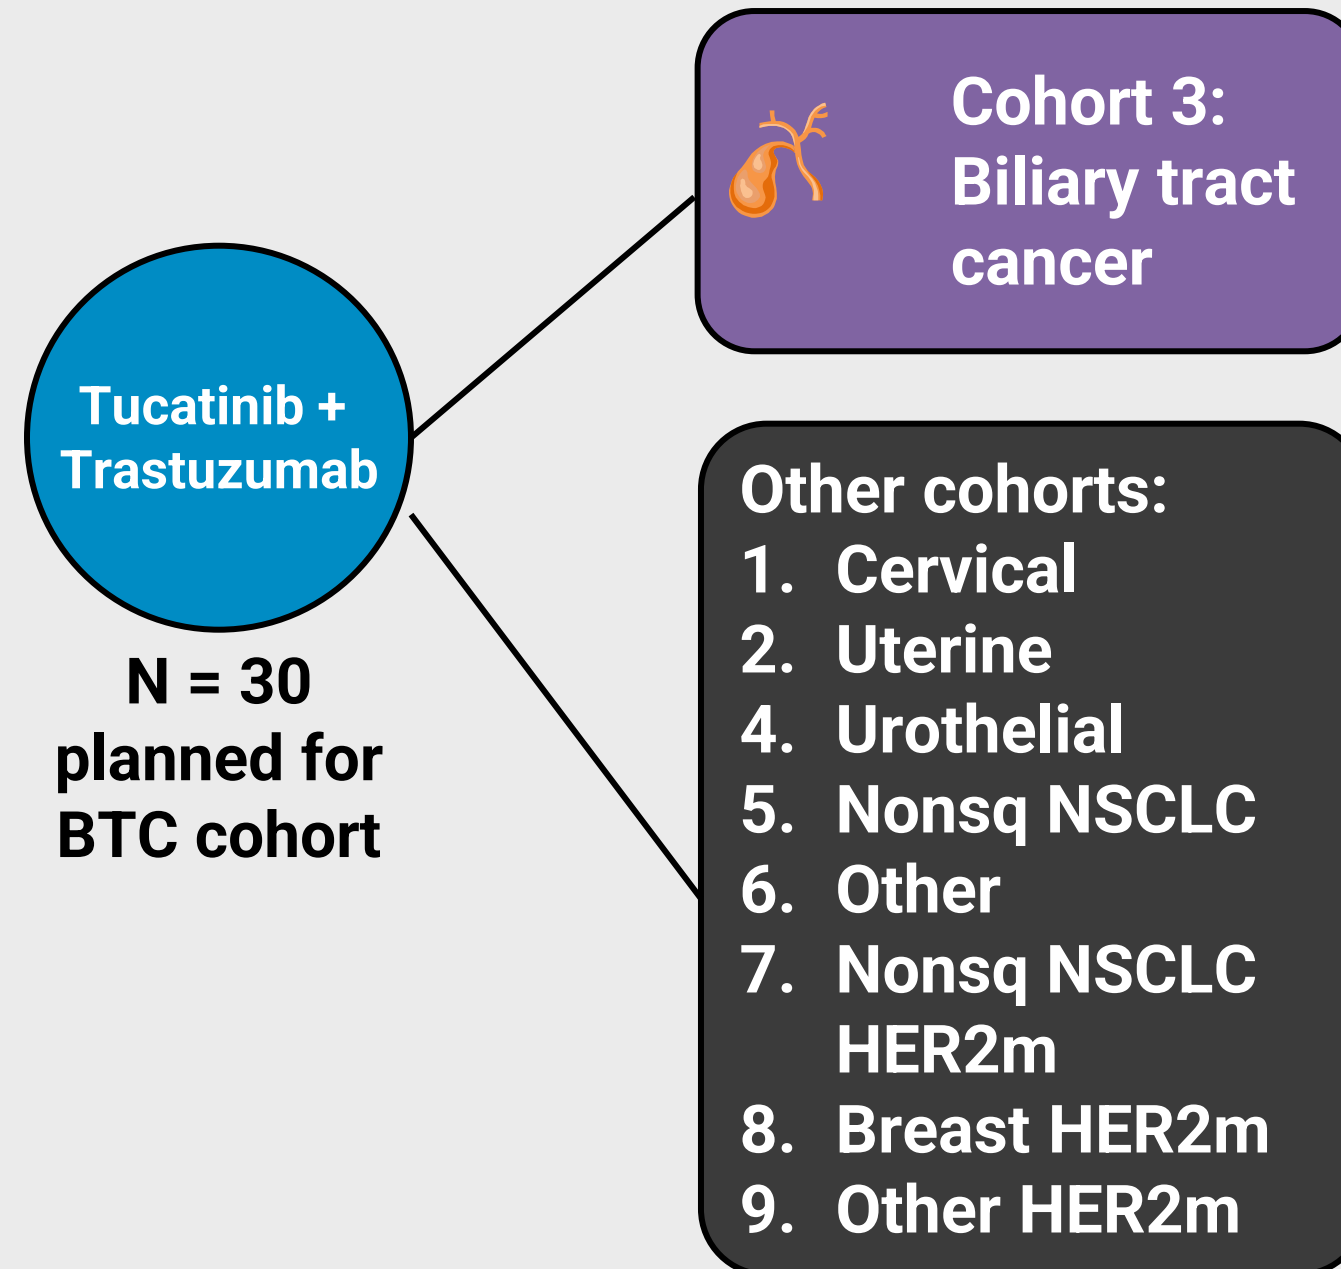 Cohort 3:
Biliary tract
cancer
Tucatinib +
Trastuzumab
N = 30
planned for
BTC cohort
Other cohorts:
1. Cervical
2. Uterine
4. Urothelial
5. Nonsq NSCLC
6. Other
7. Nonsq NSCLC
HER2m
8. Breast HER2m
9. Other HER2m